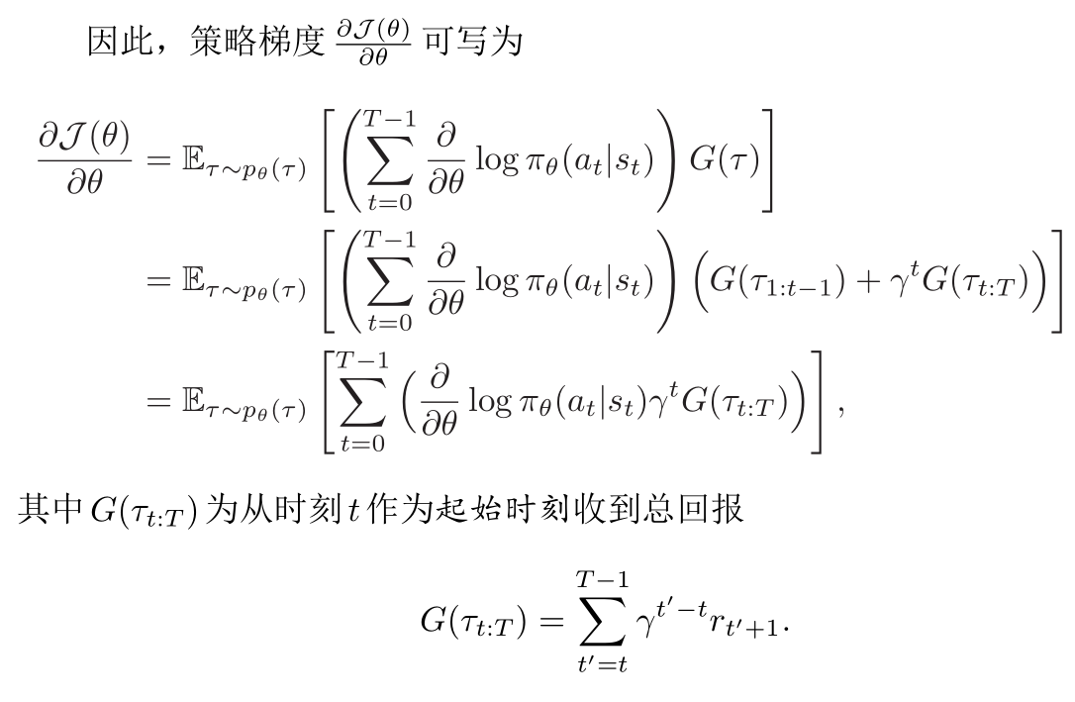 因此，策略梯度 \frac{\partial \mathcal{J}(\theta)}{\partial \theta} 可写为
\frac{\partial \mathcal{J}(\theta)}{\partial \theta} = \mathbb{E}_{\tau \sim p_\theta(\tau)} \left[ \left( \sum_{t=0}^{T-1} \frac{\partial}{\partial \theta} \log \pi_\theta(a_t|s_t) \right) G(\tau) \right]
= \mathbb{E}_{\tau \sim p_\theta(\tau)} \left[ \left( \sum_{t=0}^{T-1} \frac{\partial}{\partial \theta} \log \pi_\theta(a_t|s_t) \right) \left( G(\tau_{1:t-1}) + \gamma^t G(\tau_{t:T}) \right) \right]
= \mathbb{E}_{\tau \sim p_\theta(\tau)} \left[ \sum_{t=0}^{T-1} \left( \frac{\partial}{\partial \theta} \log \pi_\theta(a_t|s_t) \gamma^t G(\tau_{t:T}) \right) \right],
其中 G(\tau_{t:T}) 为从时刻 t 作为起始时刻收到总回报
G(\tau_{t:T}) = \sum_{t'=t}^{T-1} \gamma^{t'-t} r_{t'+1}.